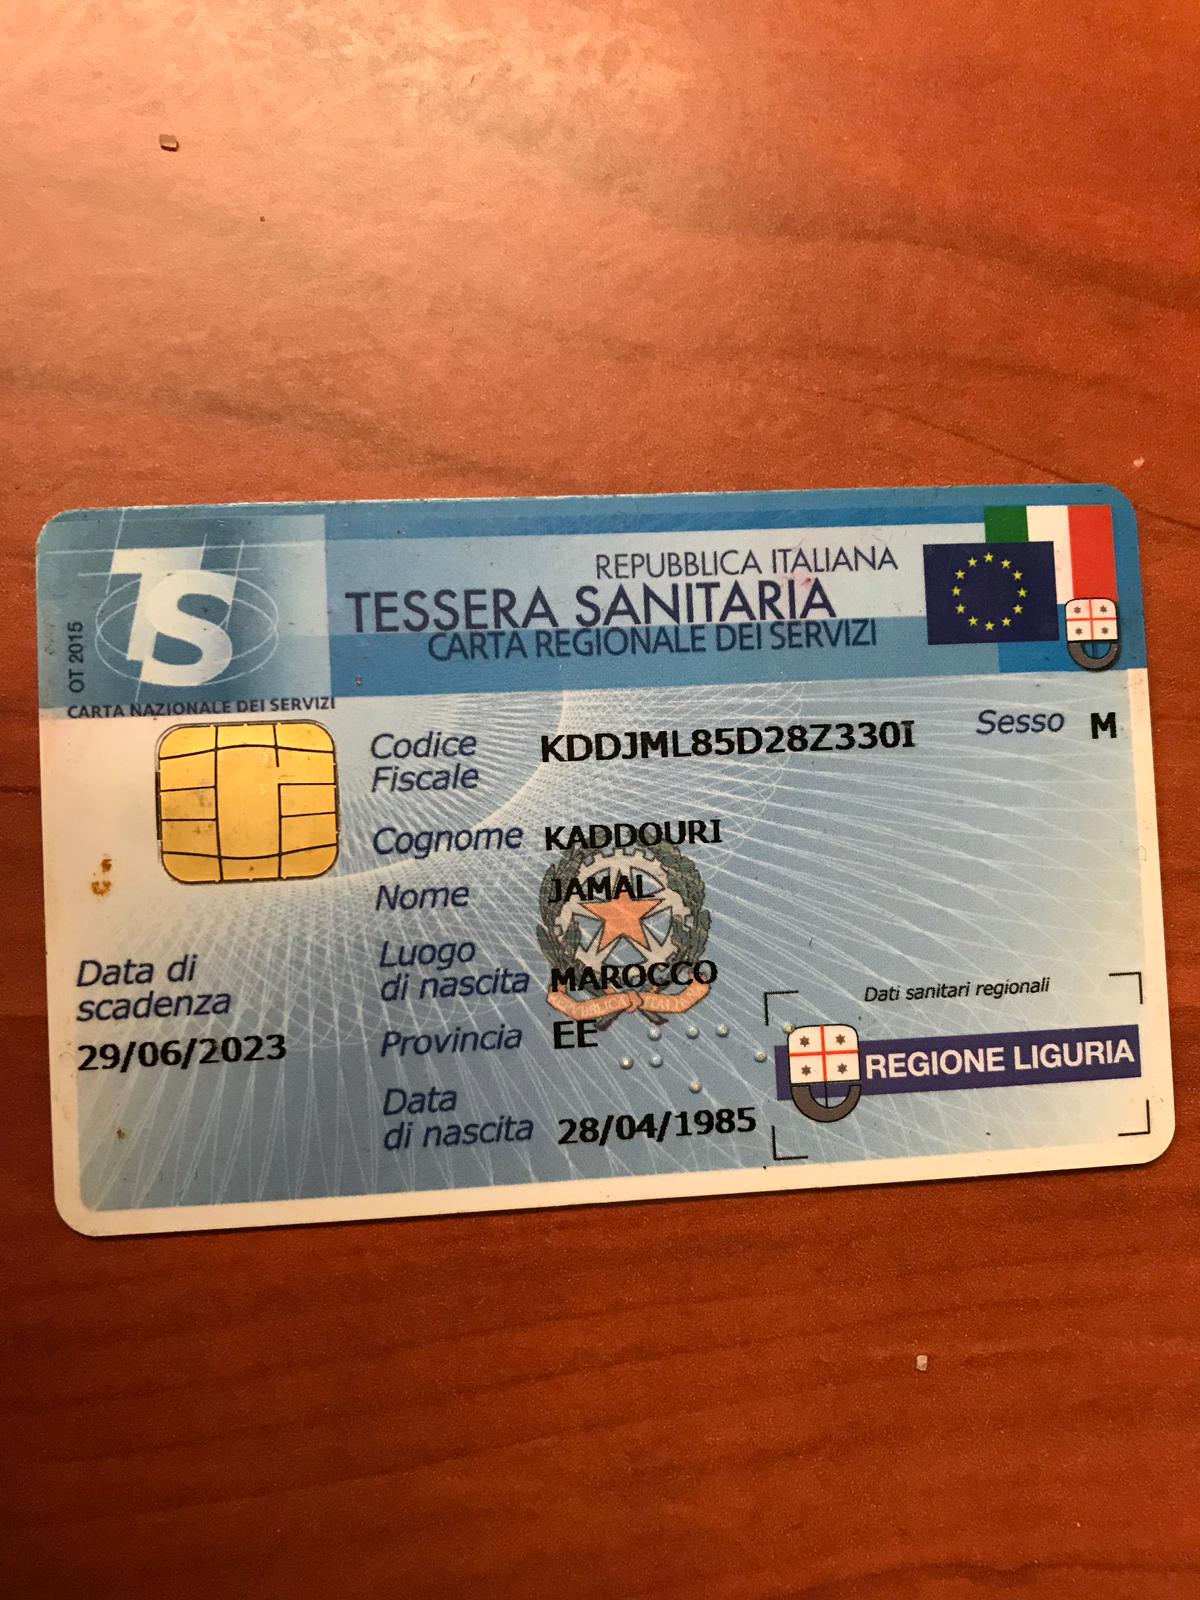 REPUBBLICA ITALIANA
TESSERA SANITARIA
CARTA REGIONALE DEI SERVIZI
TS
OT 2015
CARTA NAZIONALE DEI SERVIZI
Codice Fiscale KDDJML85D28Z330I Sesso M
Cognome KADDOURI
Nome JAMAL
Luogo di nascita MAROCCO
REPUBBLICA ITALIANA
Provincia EE
Data di nascita 28/04/1985
Data di scadenza
29/06/2023
Dati sanitari regionali
REGIONE LIGURIA